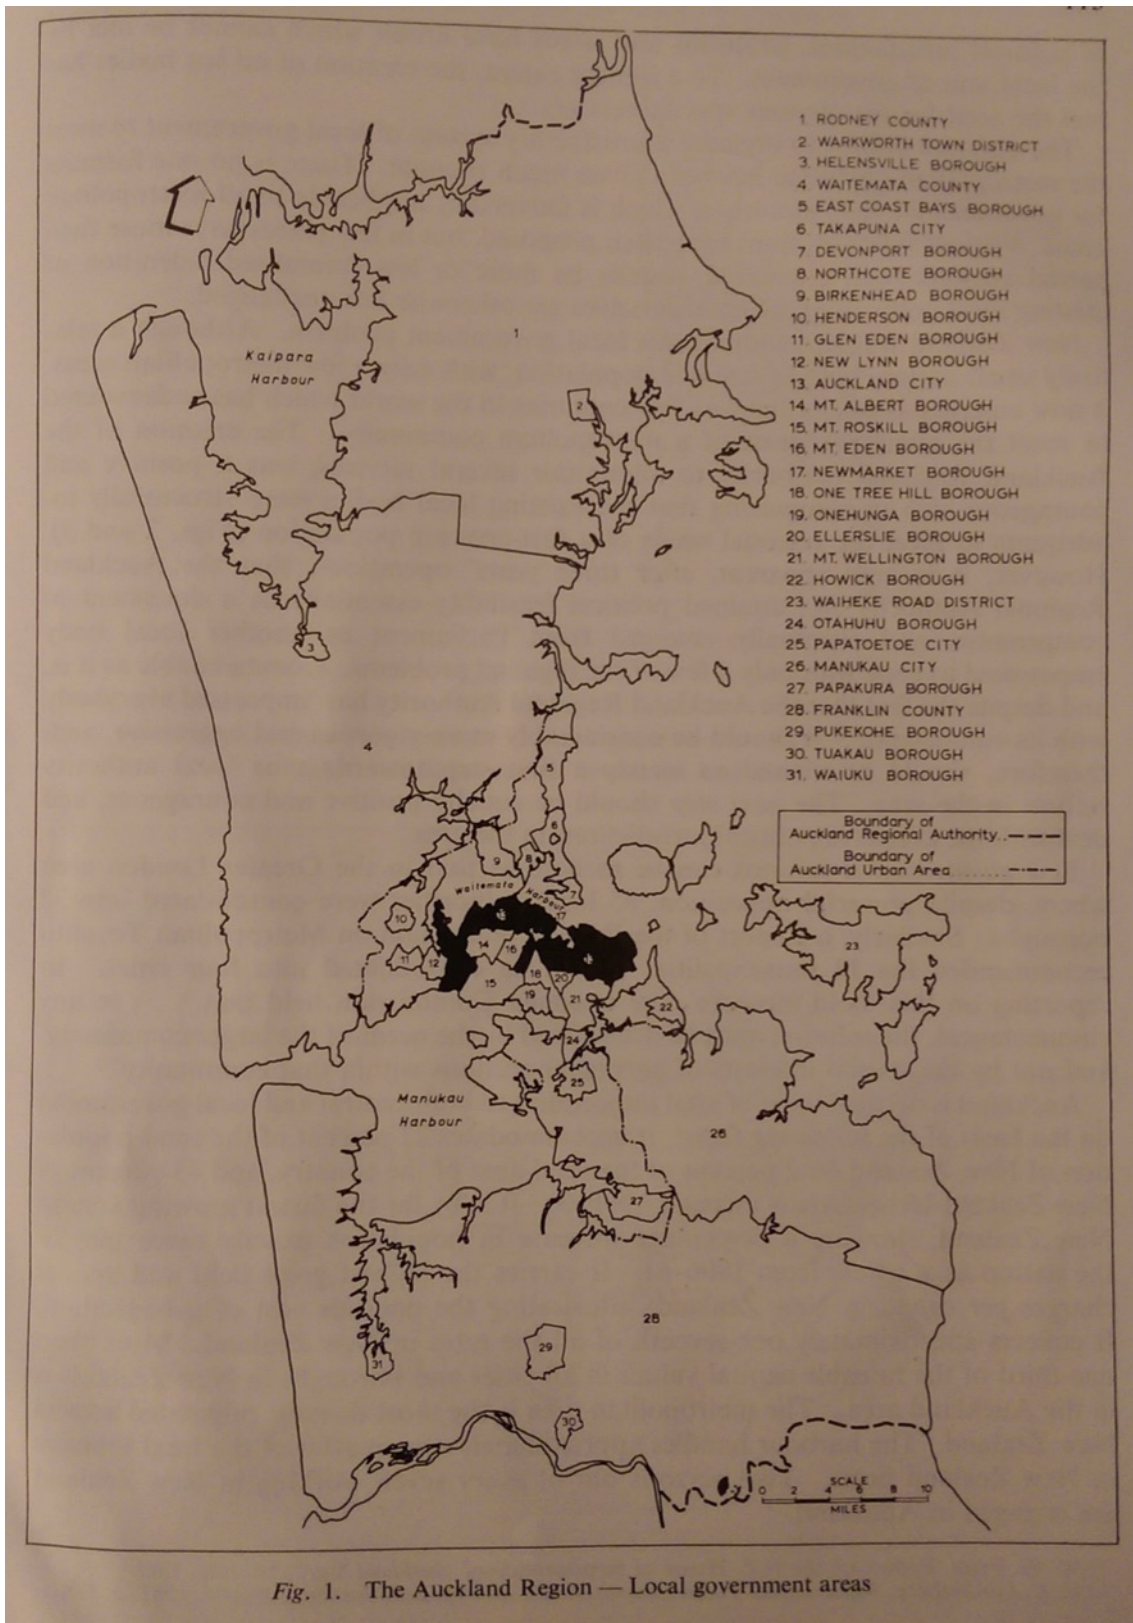 1 RODNEY COUNTY
2. WARKWORTH TOWN DISTRICT
3. HELENSVILLE BOROUGH
4 WAITEMATA COUNTY
5 EAST COAST BAYS BOROUGH
6 TAKAPUNA CITY
7 DEVONPORT BOROUGH
8 NORTHCOTE BOROUGH
9. BIRKENHEAD BOROUGH
10 HENDERSON BOROUGH
11. GLEN EDEN BOROUGH
12 NEW LYNN BOROUGH
13. AUCKLAND CITY
14 MT. ALBERT BOROUGH
15. MT. ROSKILL BOROUGH
16 MT. EDEN BOROUGH
17. NEWMARKET BOROUGH
18. ONE TREE HILL BOROUGH
19. ONEHUNGA BOROUGH
20. ELLERSLIE BOROUGH
21. MT. WELLINGTON BOROUGH
22. HOWICK BOROUGH
23. WAIHEKE ROAD DISTRICT
24. OTAHUHU BOROUGH
25. PAPATOETOE CITY
26. MANUKAU CITY
27. PAPAKURA BOROUGH
28. FRANKLIN COUNTY
29. PUKEKOHE BOROUGH
30. TUAKAU BOROUGH
31. WAIUKU BOROUGH
Boundary of
Auckland Regional Authority..
Boundary of
Auckland Urban Area........
1
Kaipara
Harbour
2
3
4
5
6
9
8
Waitemata Harbour
7
10
17
11
12
14
16
15
18
20
19
21
22
23
24
25
Manukau
Harbour
26
27
28
29
31
30
SCALE
0 2 4 6 8 10
MILES
Fig. 1. The Auckland Region — Local government areas